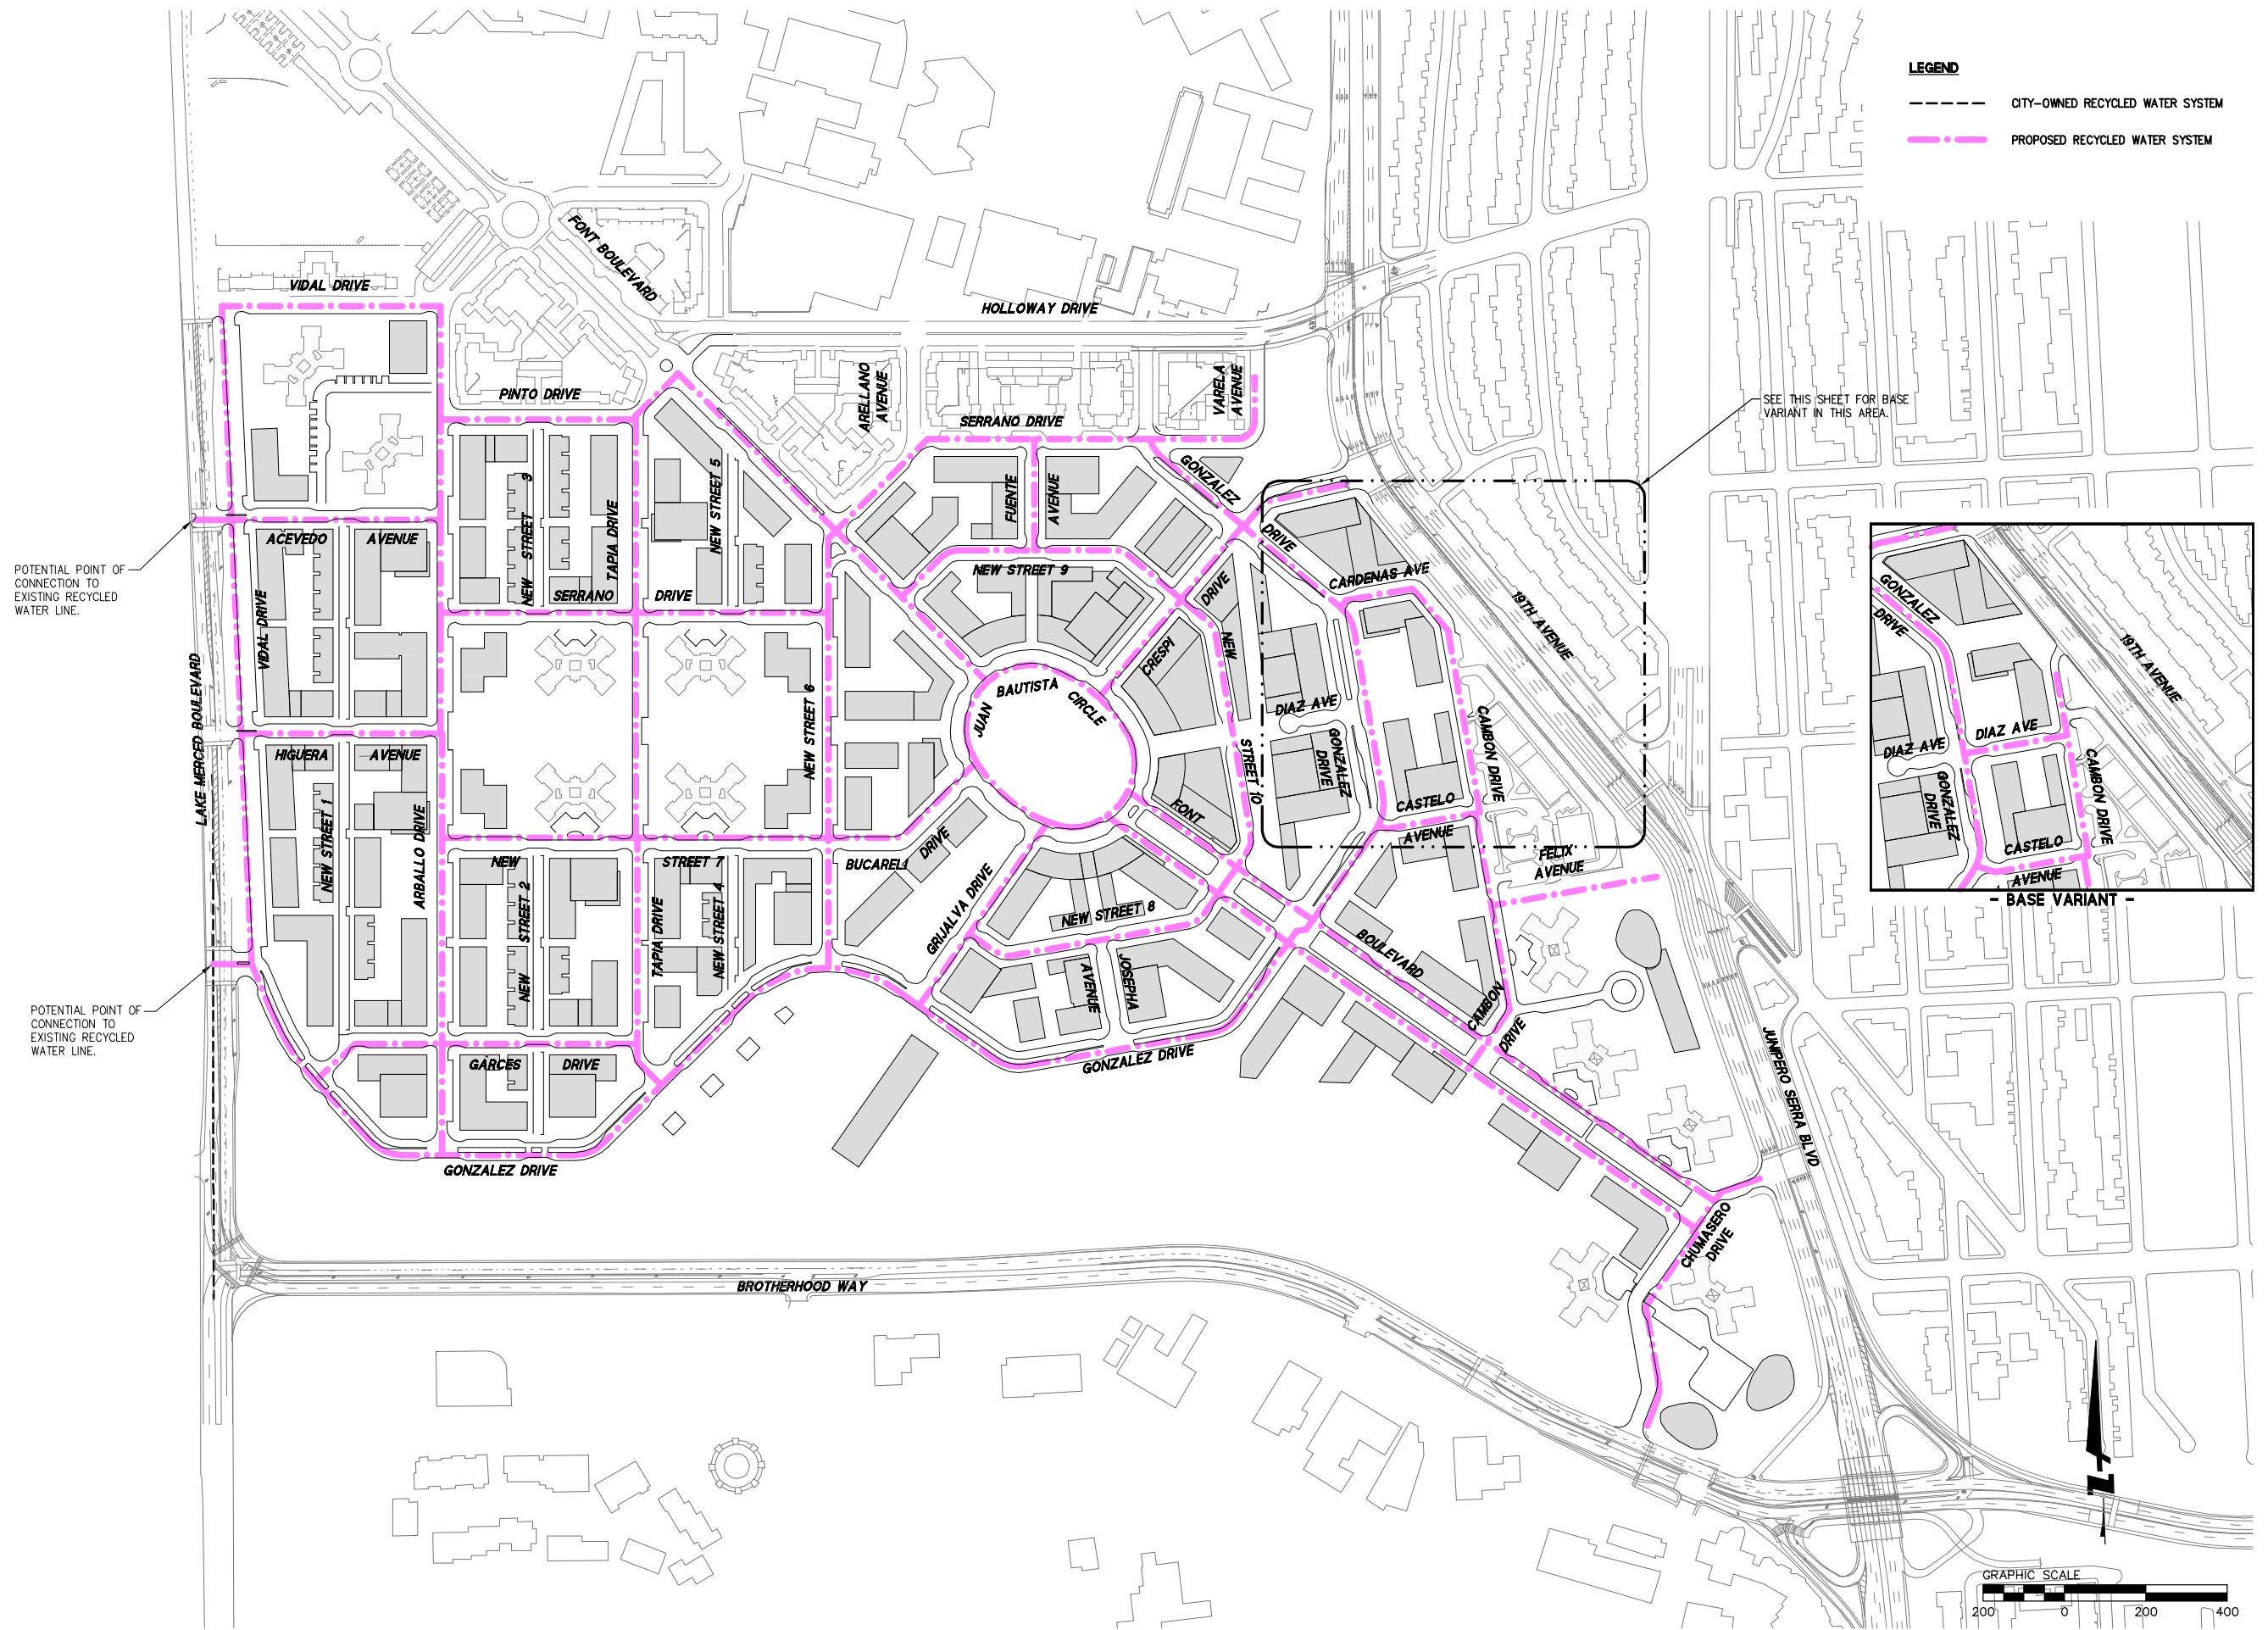 LEGEND
CITY-OWNED RECYCLED WATER SYSTEM
PROPOSED RECYCLED WATER SYSTEM
FONT BOULEVARD
VIDAL DRIVE
HOLLOWAY DRIVE
PINTO DRIVE
ARELLANO
AVENUE
VARELA
AVENUE
SERRANO DRIVE
SEE THIS SHEET FOR BASE
VARIANT IN THIS AREA.
GONZALEZ
DRIVE
NEW STREET 3
TAPIA DRIVE
NEW STREET 5
FUENTE
AVENUE
ACEVEDO AVENUE
POTENTIAL POINT OF
CONNECTION TO
EXISTING RECYCLED
WATER LINE.
NEW STREET 9
CARDENAS AVE
SERRANO DRIVE
CRESPI
DRIVE
19TH AVENUE
VIDAL DRIVE
LAKE MERCED BOULEVARD
NEW STREET 6
JUAN
BAUTISTA
CIRCLE
NEW
STREET 10
DIAZ AVE
GONZALEZ
DRIVE
CAMBON DRIVE
HIGUERA AVENUE
NEW STREET 1
ARBALLO DRIVE
CASTELO
AVENUE
FONT
BOULEVARD
NEW STREET 7
NEW STREET 2
TAPIA DRIVE
NEW STREET 4
BUCARELI
DRIVE
GRIJALVA DRIVE
NEW STREET 8
FELIX
AVENUE
JOSEPHA
AVENUE
CAMBON
DRIVE
POTENTIAL POINT OF
CONNECTION TO
EXISTING RECYCLED
WATER LINE.
GARCES DRIVE
GONZALEZ DRIVE
GONZALEZ DRIVE
JUNIPERO SERRA BLVD
CHUMASERO
DRIVE
BROTHERHOOD WAY
GONZALEZ
DRIVE
19TH AVENUE
DIAZ AVE
DIAZ AVE
GONZALEZ
DRIVE
CAMBON DRIVE
CASTELO
AVENUE
- BASE VARIANT -
GRAPHIC SCALE
200 0 200 400